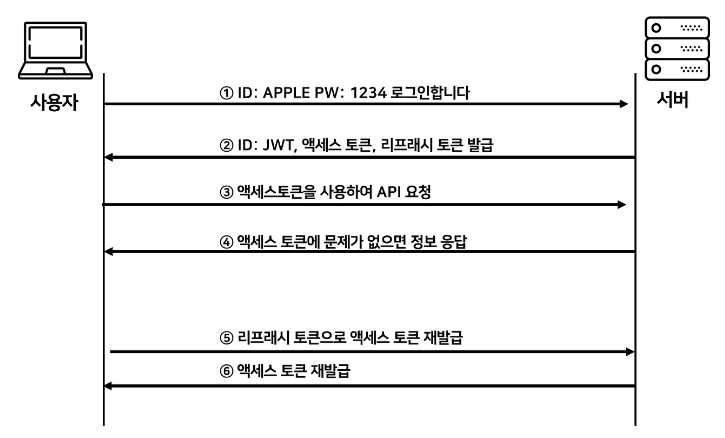 사용자
서버
① ID: APPLE PW: 1234 로그인합니다
② ID: JWT, 액세스 토큰, 리프래시 토큰 발급
③ 액세스토큰을 사용하여 API 요청
④ 액세스 토큰에 문제가 없으면 정보 응답
⑤ 리프래시 토큰으로 액세스 토큰 재발급
⑥ 액세스 토큰 재발급